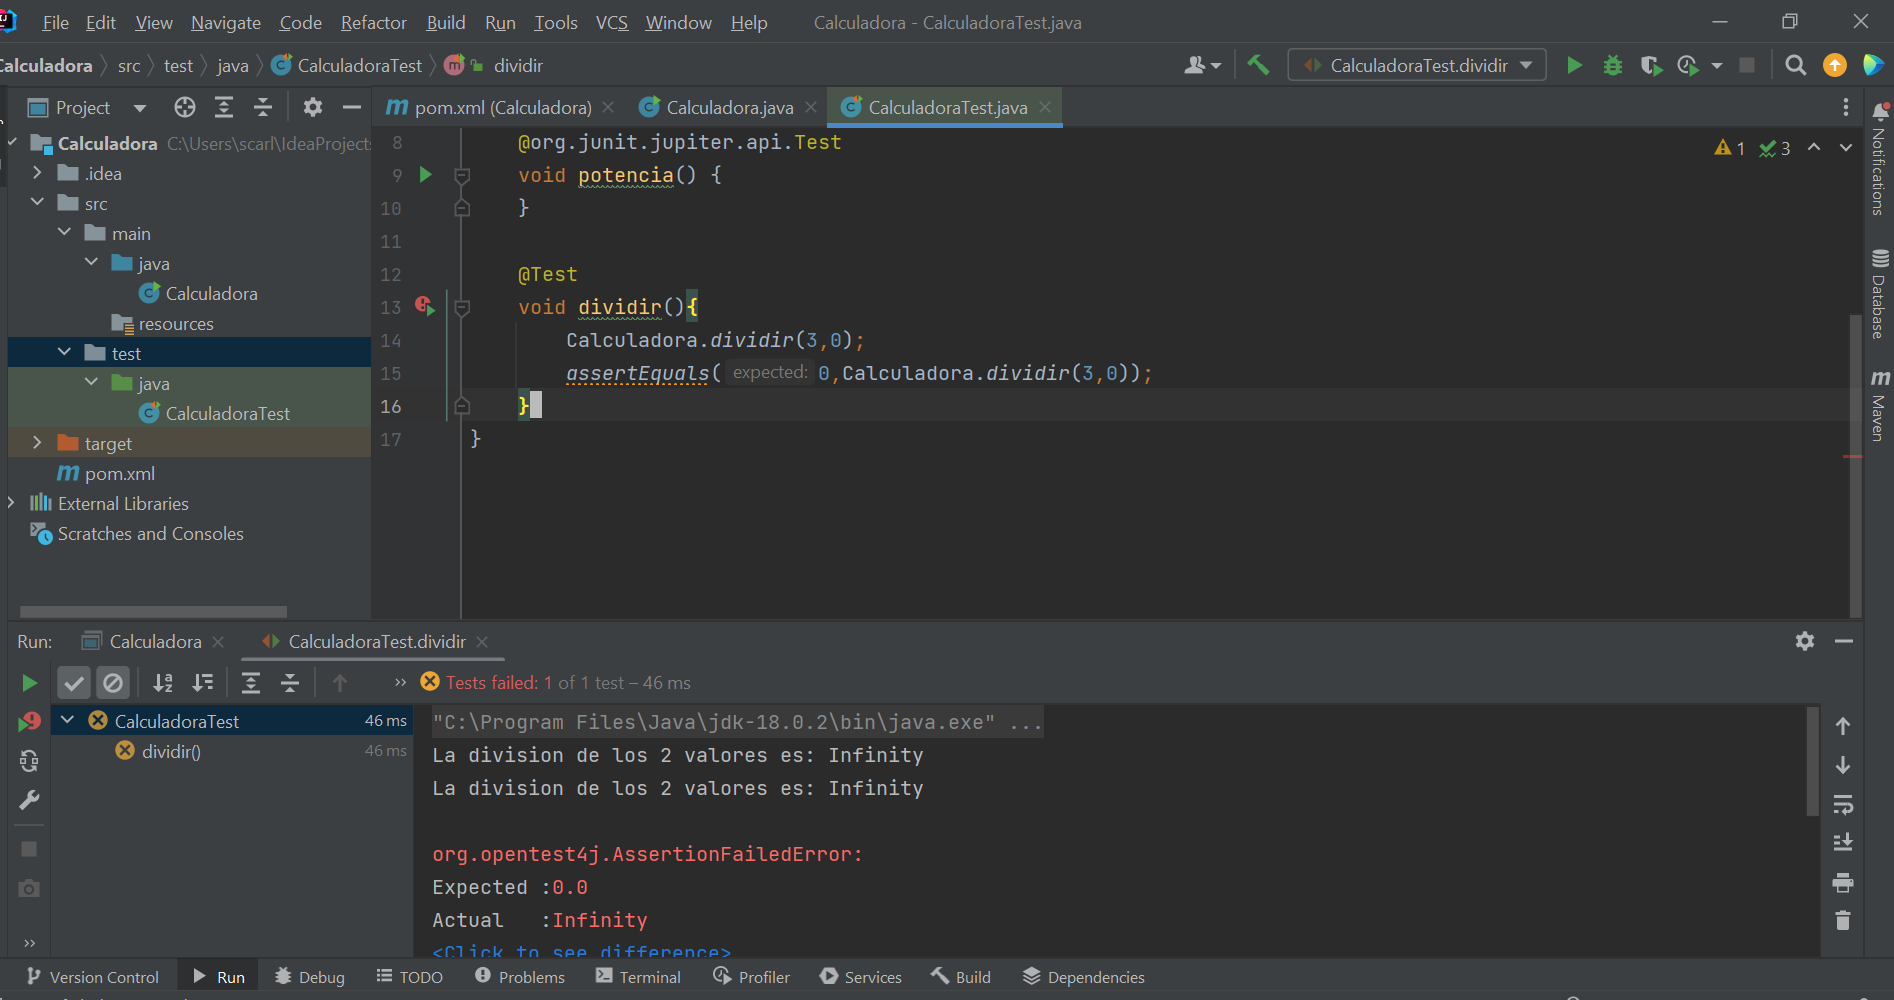 File Edit View Navigate Code Refactor Build Run Tools VCS Window Help Calculadora - CalculadoraTest.java
Calculadora src test java CalculadoraTest m dividir CalculadoraTest.dividir
Project
pom.xml (Calculadora) Calculadora.java CalculadoraTest.java
Calculadora C:\Users\scarl\IdeaProject
.idea
src
main
java
Calculadora
resources
test
java
CalculadoraTest
target
pom.xml
External Libraries
Scratches and Consoles
8 @org.junit.jupiter.api.Test
9 void potencia() {
10 }
11
12 @Test
13 void dividir(){
14 Calculadora.dividir(3,0);
15 assertEquals( expected: 0,Calculadora.dividir(3,0));
16 }
17 }
1 3
Notifications
Database
Maven
Run: Calculadora CalculadoraTest.dividir
Tests failed: 1 of 1 test – 46 ms
CalculadoraTest 46 ms
dividir() 46 ms
"C:\Program Files\Java\jdk-18.0.2\bin\java.exe" ...
La division de los 2 valores es: Infinity
La division de los 2 valores es: Infinity
org.opentest4j.AssertionFailedError:
Expected :0.0
Actual :Infinity
<Click to see difference>
Version Control Run Debug TODO Problems Terminal Profiler Services Build Dependencies